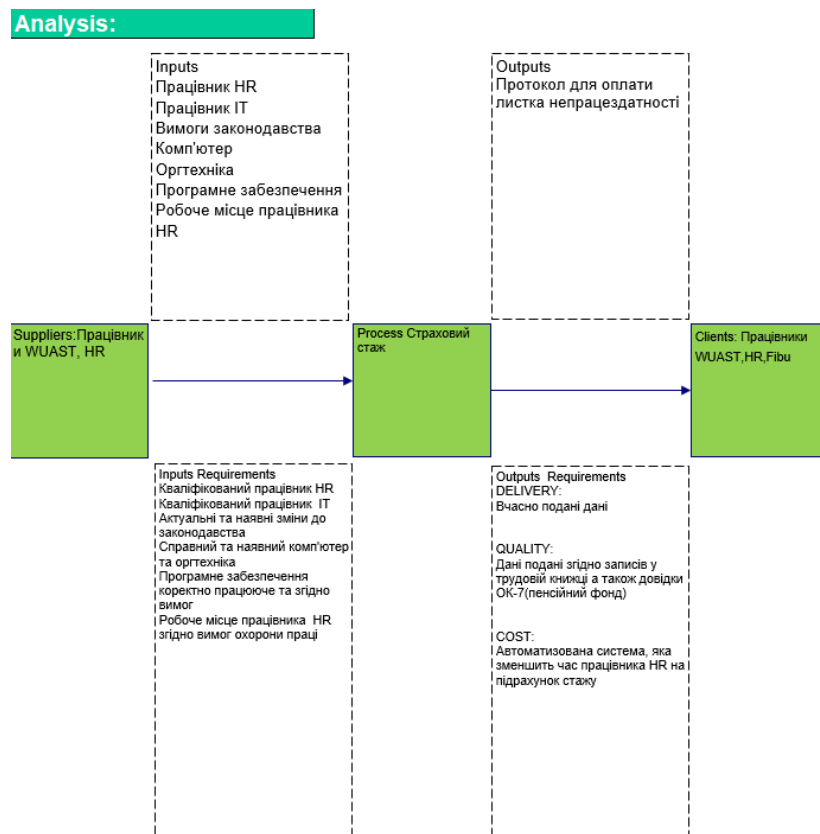 Analysis:
Inputs
Працівник HR
Працівник IT
Вимоги законодавства
Комп'ютер
Оргтехніка
Програмне забезпечення
Робоче місце працівника
HR
Outputs
Протокол для оплати
листка непрацездатності
Suppliers:Працівник
и WUAST, HR
Process Страховий
стаж
Clients: Працівники
WUAST,HR,Fibu
Inputs Requirements
Кваліфікований працівник HR
Кваліфікований працівник IT
Актуальні та наявні зміни до
законодавства
Справний та наявний комп'ютер
та оргтехніка
Програмне забезпечення
коректно працююче та згідно
вимог
Робоче місце працівника HR
згідно вимог охорони праці
Outputs Requirements
DELIVERY:
Вчасно подані дані
QUALITY:
Дані подані згідно записів у
трудовій книжці а також довідки
ОК-7(пенсійний фонд)
COST:
Автоматизована система, яка
зменшить час працівника HR на
підрахунок стажу